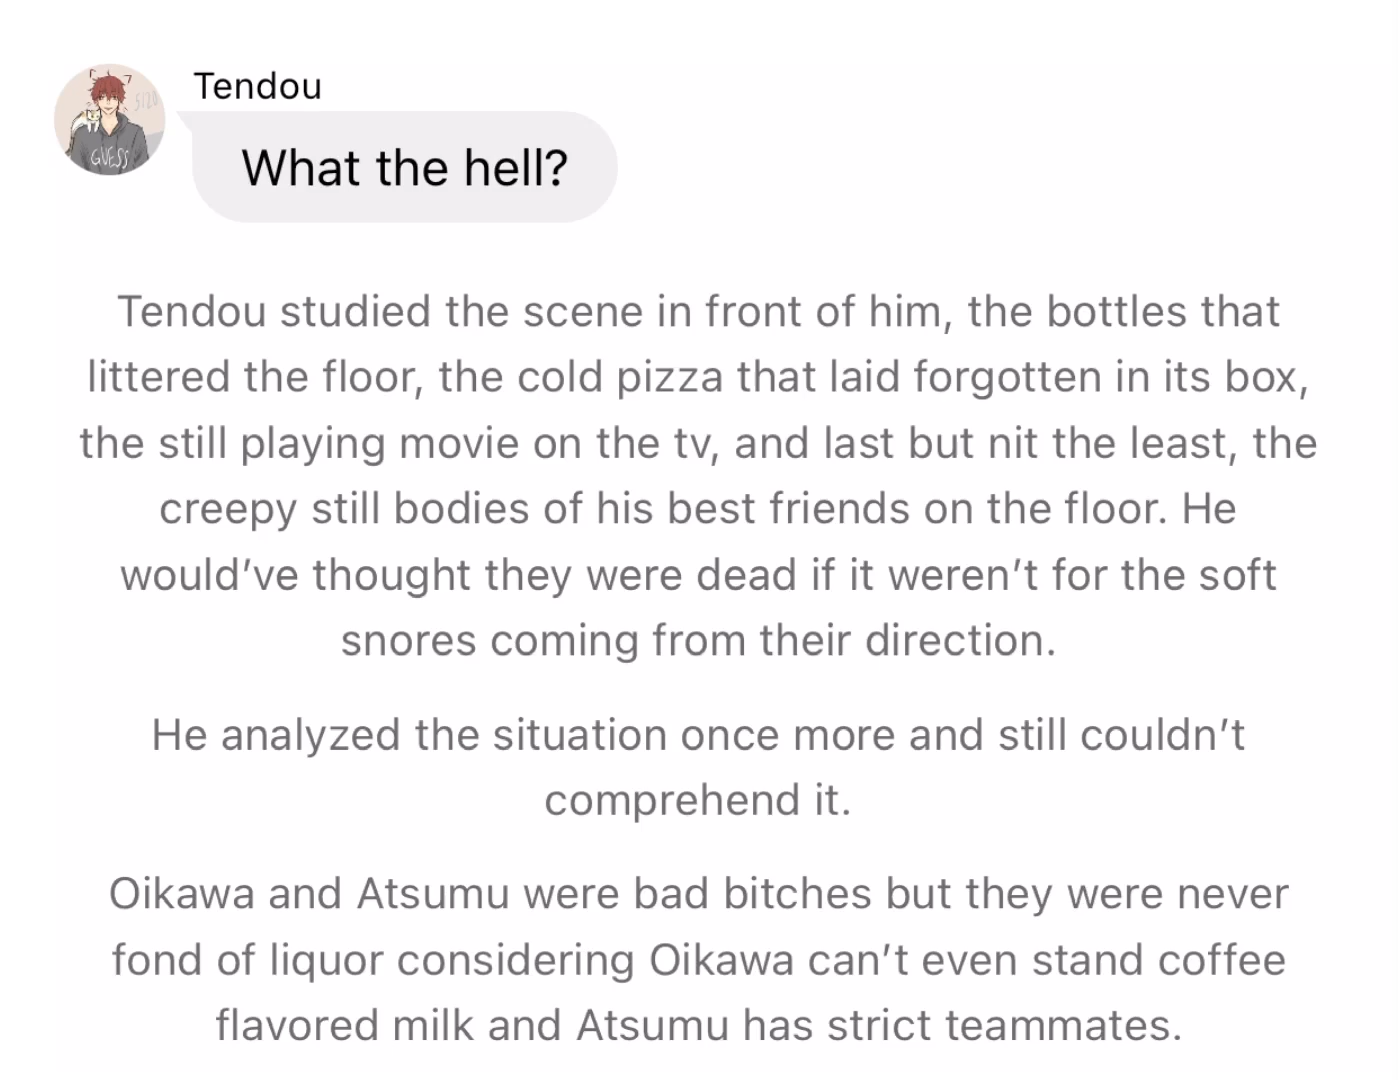 Tendou
S120
GUESS
What the hell?
Tendou studied the scene in front of him, the bottles that
littered the floor, the cold pizza that laid forgotten in its box,
the still playing movie on the tv, and last but nit the least, the
creepy still bodies of his best friends on the floor. He
would’ve thought they were dead if it weren’t for the soft
snores coming from their direction.
He analyzed the situation once more and still couldn’t
comprehend it.
Oikawa and Atsumu were bad bitches but they were never
fond of liquor considering Oikawa can’t even stand coffee
flavored milk and Atsumu has strict teammates.